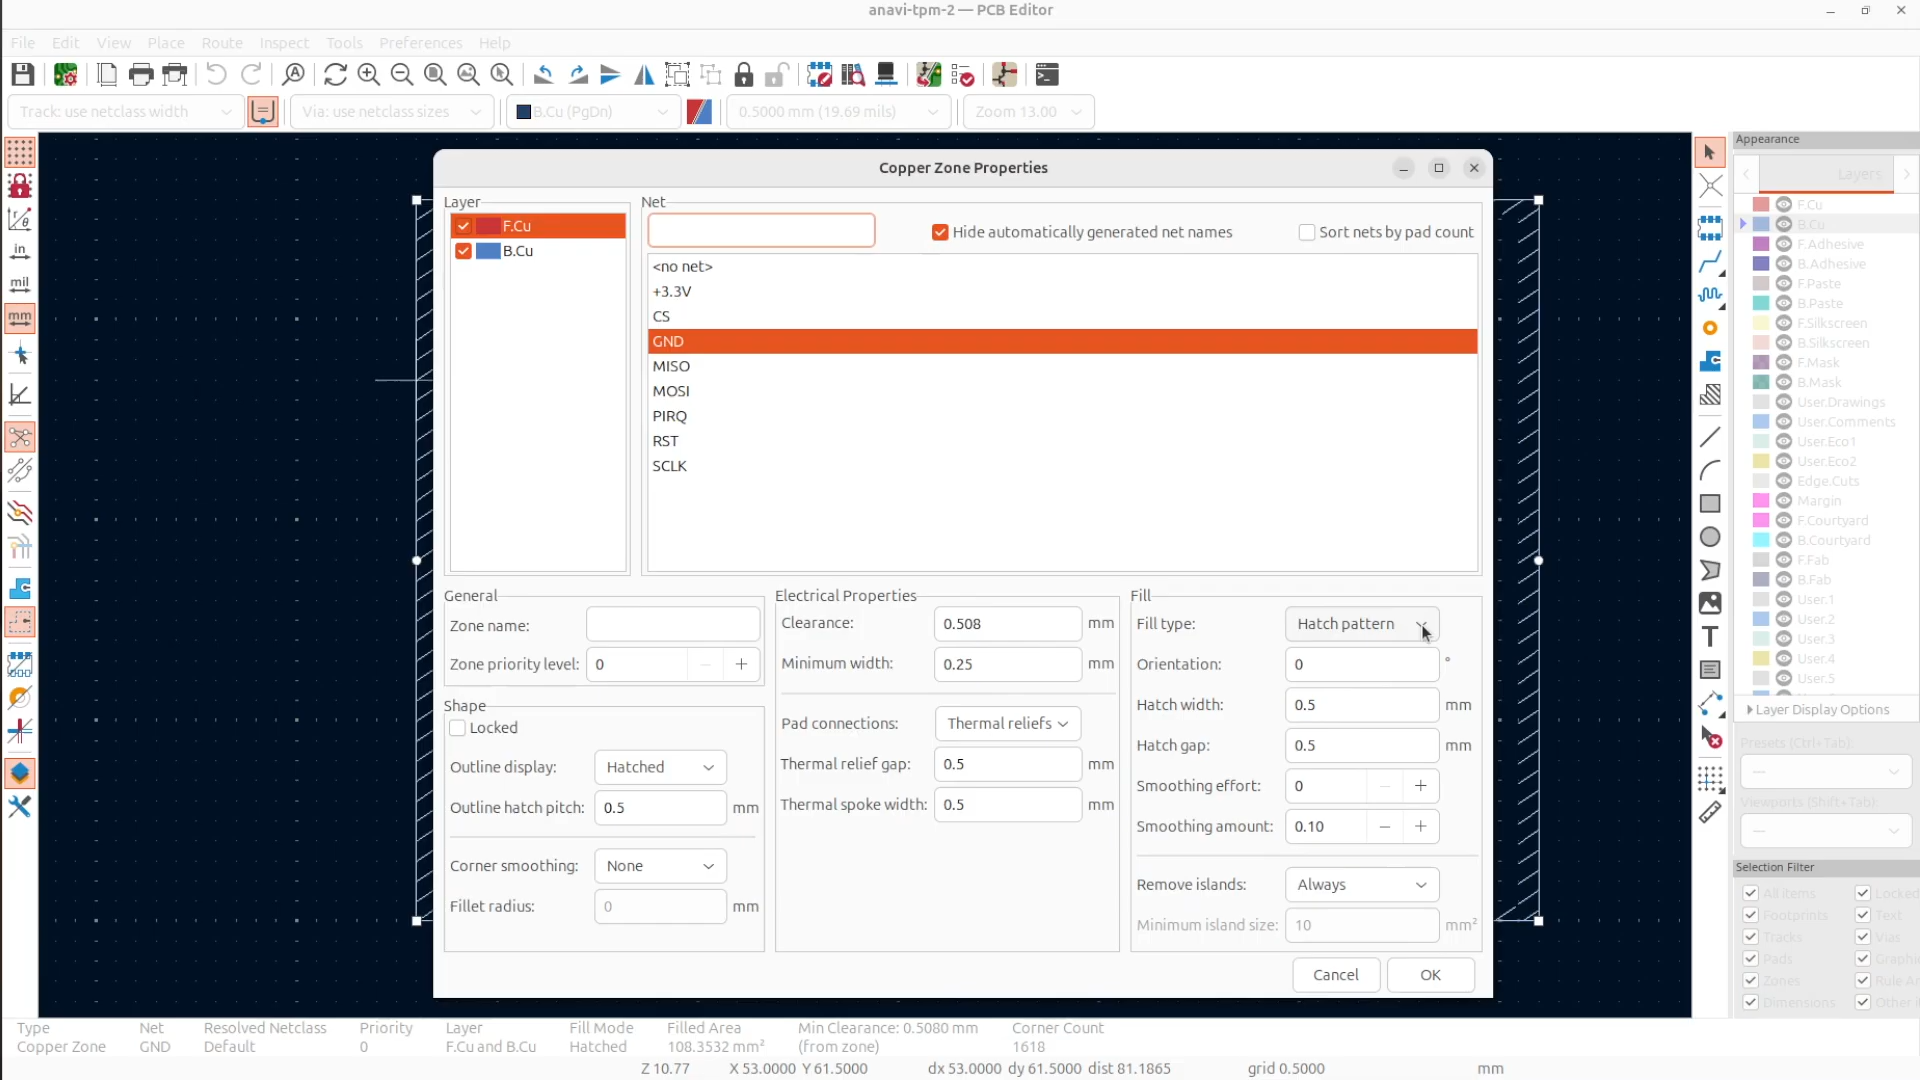 anavi-tpm-2 — PCB Editor
File Edit View Place Route Inspect Tools Preferences Help
Track: use netclass width Via: use netclass sizes B.Cu (PgDn) 0.5000 mm (19.69 mils) Zoom 13.00
in
mil
mm
Copper Zone Properties
Layer
F.Cu
B.Cu
Net
Hide automatically generated net names Sort nets by pad count
<no net>
+3.3V
CS
GND
MISO
MOSI
PIRQ
RST
SCLK
General
Zone name:
Zone priority level: 0
Shape
Locked
Outline display: Hatched
Outline hatch pitch: 0.5 mm
Corner smoothing: None
Fillet radius: 0 mm
Electrical Properties
Clearance: 0.508 mm
Minimum width: 0.25 mm
Pad connections: Thermal reliefs
Thermal relief gap: 0.5 mm
Thermal spoke width: 0.5 mm
Fill
Fill type: Hatch pattern
Orientation: 0 °
Hatch width: 0.5 mm
Hatch gap: 0.5 mm
Smoothing effort: 0
Smoothing amount: 0.10
Remove islands: Always
Minimum island size: 10 mm²
Cancel OK
Appearance
Layers
F.Cu
B.Cu
F.Adhesive
B.Adhesive
F.Paste
B.Paste
F.Silkscreen
B.Silkscreen
F.Mask
B.Mask
User.Drawings
User.Comments
User.Eco1
User.Eco2
Edge.Cuts
Margin
F.Courtyard
B.Courtyard
F.Fab
B.Fab
User.1
User.2
User.3
User.4
User.5
Layer Display Options
Presets (Ctrl+Tab):
---
Viewports (Shift+Tab):
---
Selection Filter
All items Locked
Footprints Text
Tracks Vias
Pads Graphi
Zones Rule Ar
Dimensions Other i
Type Net Resolved Netclass Priority Layer Fill Mode Filled Area Min Clearance: 0.5080 mm Corner Count
Copper Zone GND Default 0 F.Cu and B.Cu Hatched 108.3532 mm² (from zone) 1618
Z 10.77 X 53.0000 Y 61.5000 dx 53.0000 dy 61.5000 dist 81.1865 grid 0.5000 mm